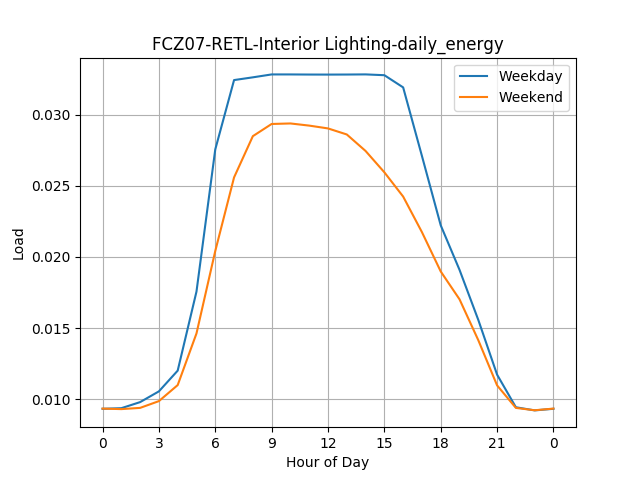 FCZ07-RETL-Interior Lighting-daily_energy
Weekday
Weekend
Load
0.030
0.025
0.020
0.015
0.010
0 3 6 9 12 15 18 21 0
Hour of Day